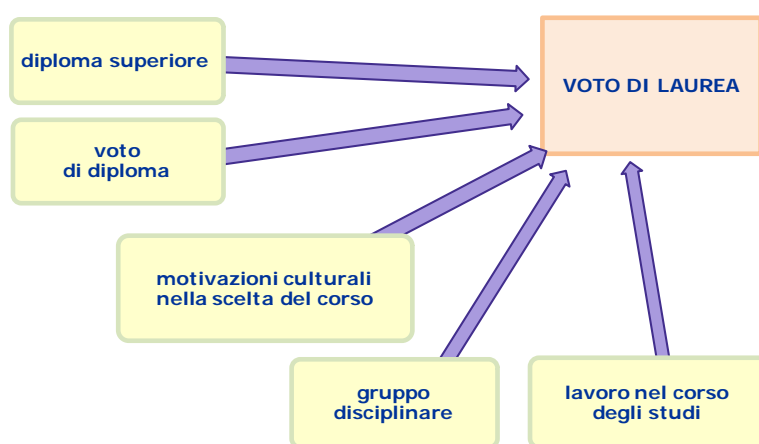 diploma superiore
VOTO DI LAUREA
voto
di diploma
motivazioni culturali
nella scelta del corso
gruppo
disciplinare
lavoro nel corso
degli studi